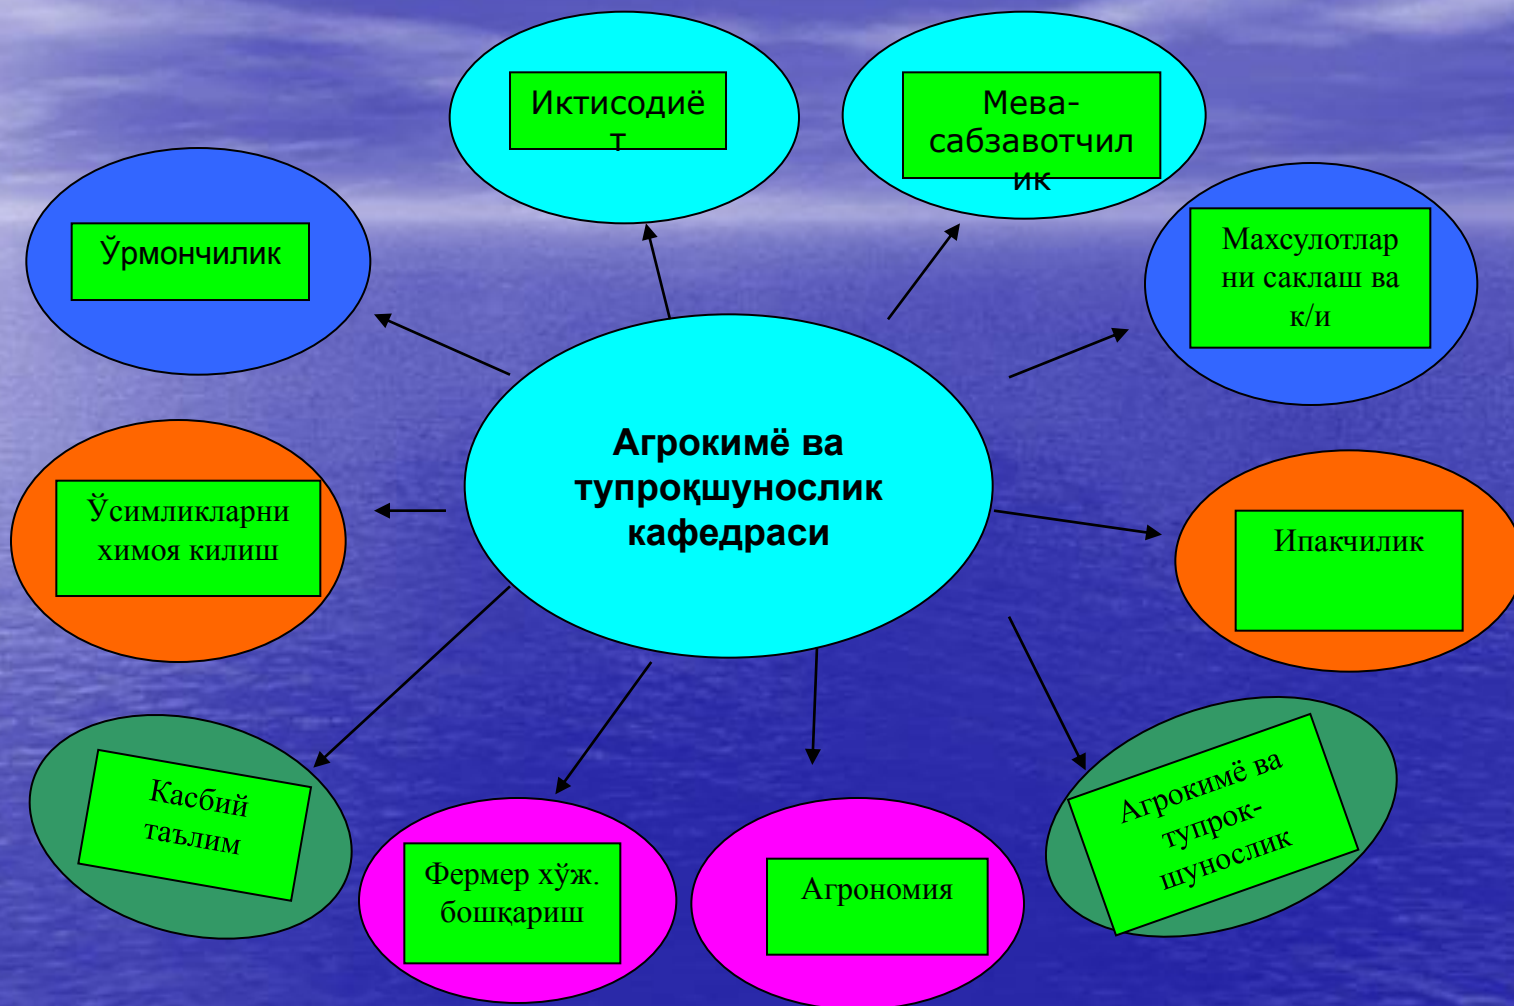 Иктисодиё
т
Мева-
сабзавотчил
ик
Ўрмончилик
Махсулотлар
ни саклаш ва
к/и
Агрокимё ва
тупроқшунослик
кафедраси
Ўсимликларни
химоя килиш
Ипакчилик
Касбий
таълим
Фермер хўж.
бошқариш
Агрономия
Агрокимё ва
тупрок-
шунослик